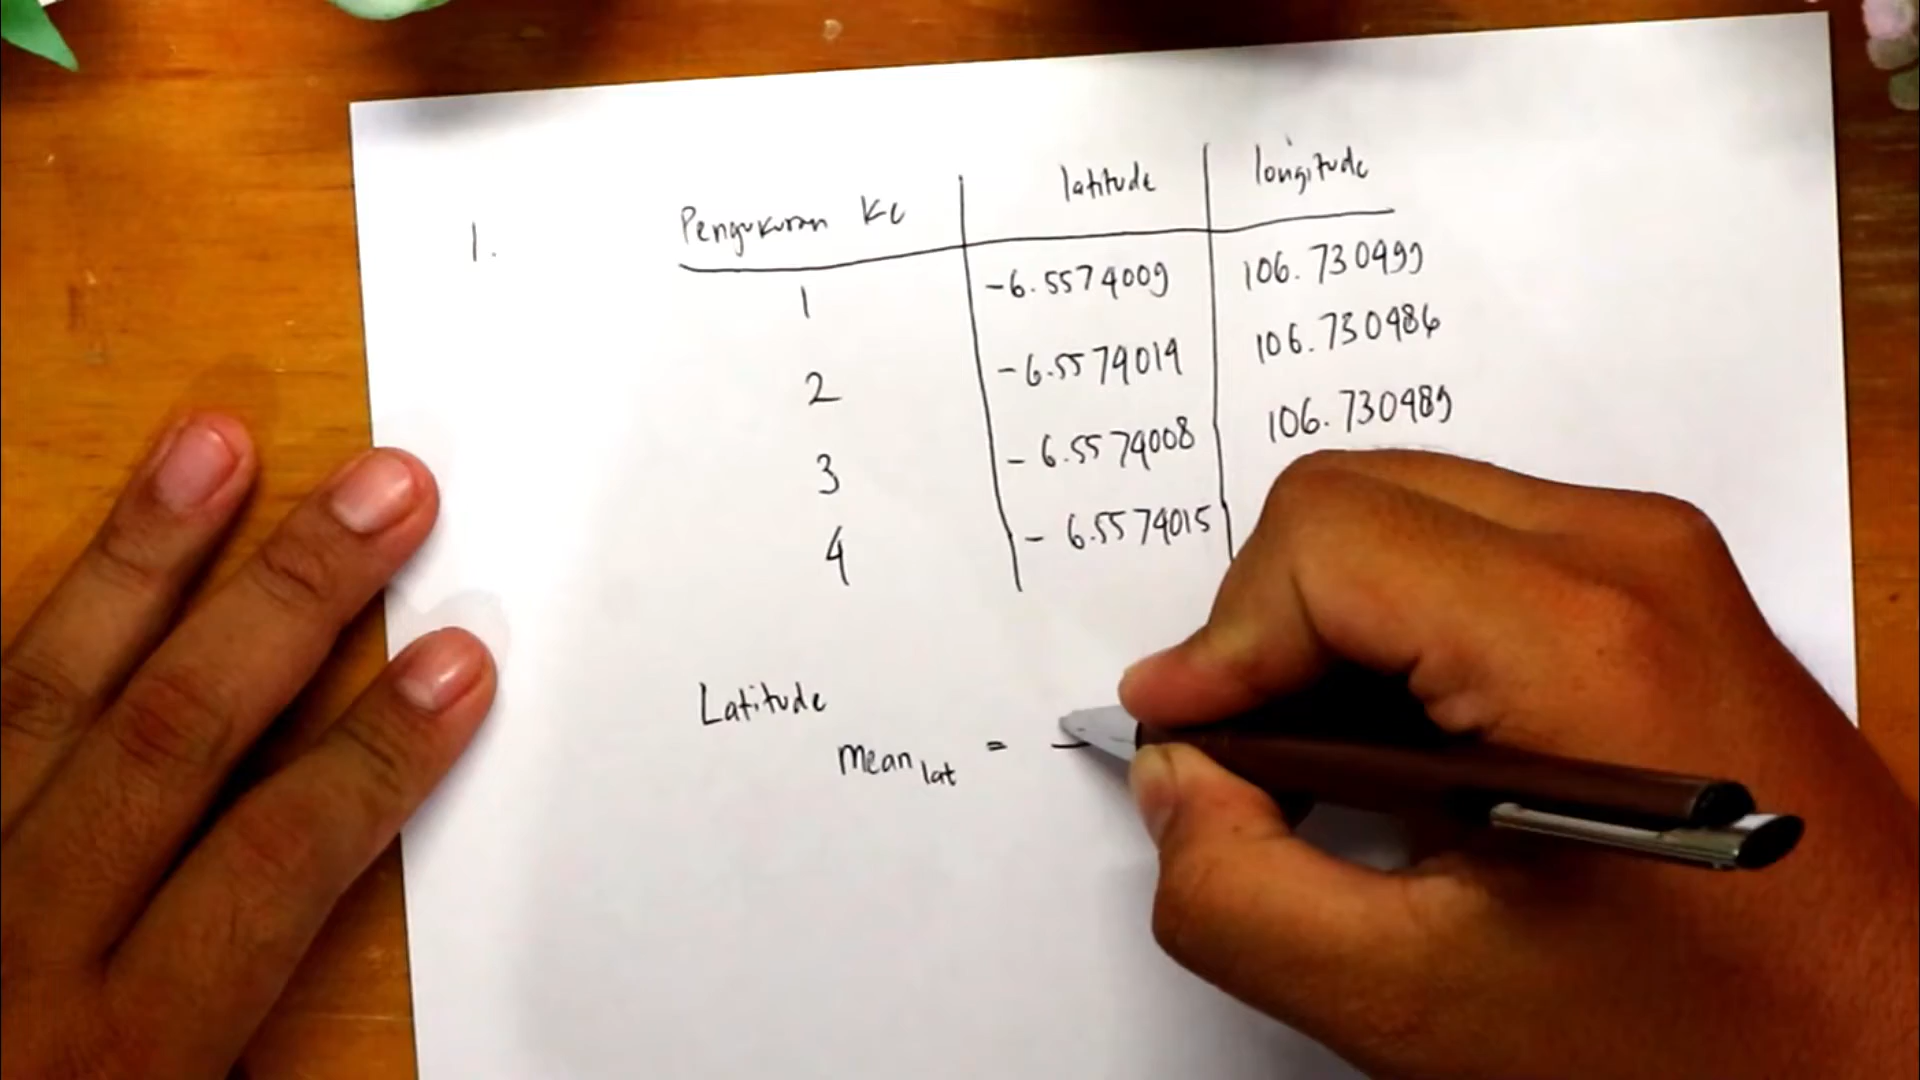 1. Pengukuran Ke latitude longitude
1 -6.5574009 106.730499
2 -6.5574014 106.730486
3 -6.5574008 106.730489
4 -6.5574015
Latitude
Mean lat = -